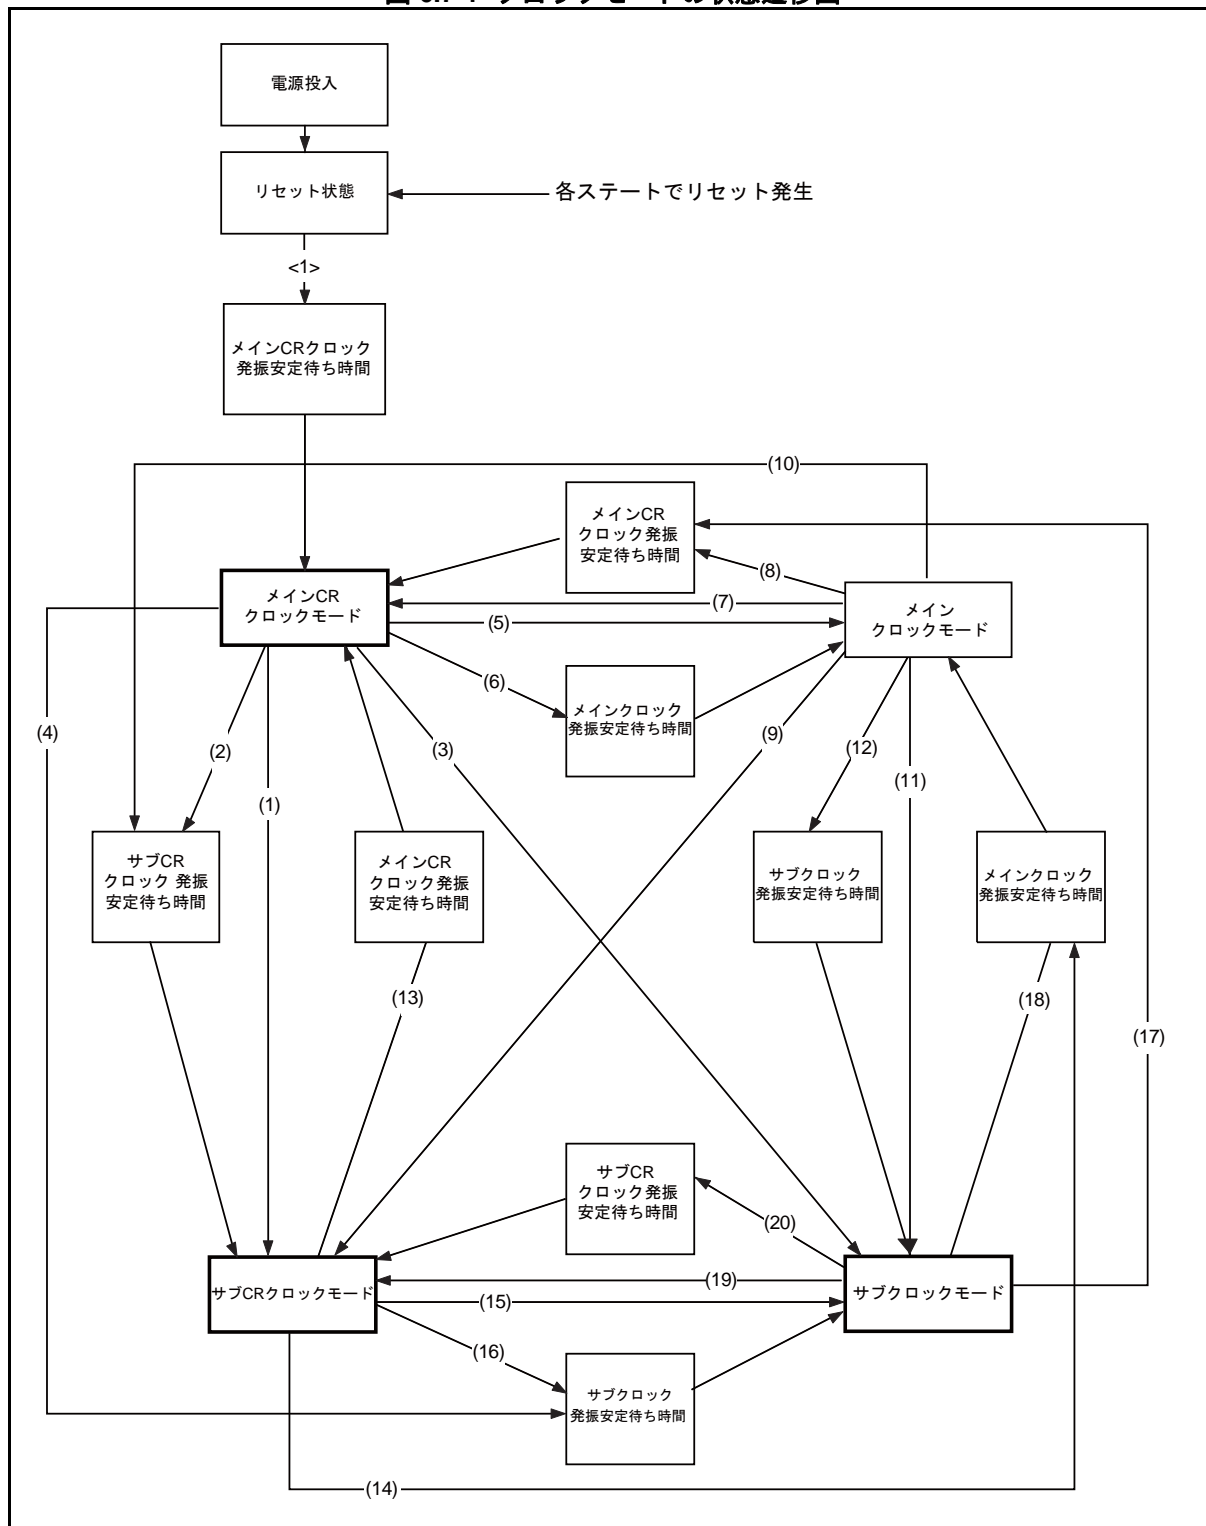 電源投入
リセット状態
各ステートでリセット発生
<1>
メインCRクロック
発振安定待ち時間
(10)
メインCR
クロック発振
安定待ち時間
(8)
メインCR
クロックモード
(7)
(5)
メイン
クロックモード
(6)
メインクロック
発振安定待ち時間
(4)
(2)
(3)
(9)
(12)
(1)
(11)
サブCR
クロック 発振
安定待ち時間
メインCR
クロック発振
安定待ち時間
サブクロック
発振安定待ち時間
メインクロック
発振安定待ち時間
(13)
(18)
(17)
サブCR
クロック発振
安定待ち時間
(20)
サブCRクロックモード
(19)
(15)
サブクロックモード
(16)
サブクロック
発振安定待ち時間
(14)